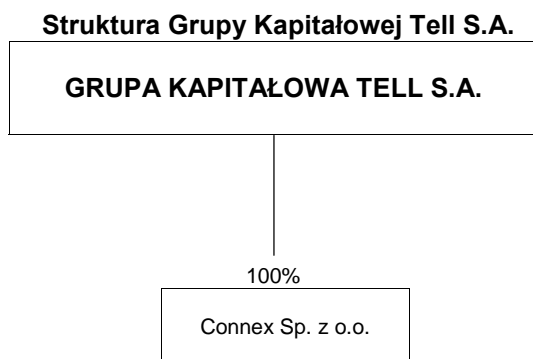 Struktura Grupy Kapitałowej Tell S.A.
GRUPA KAPITAŁOWA TELL S.A.
100%
Connex Sp. z o.o.